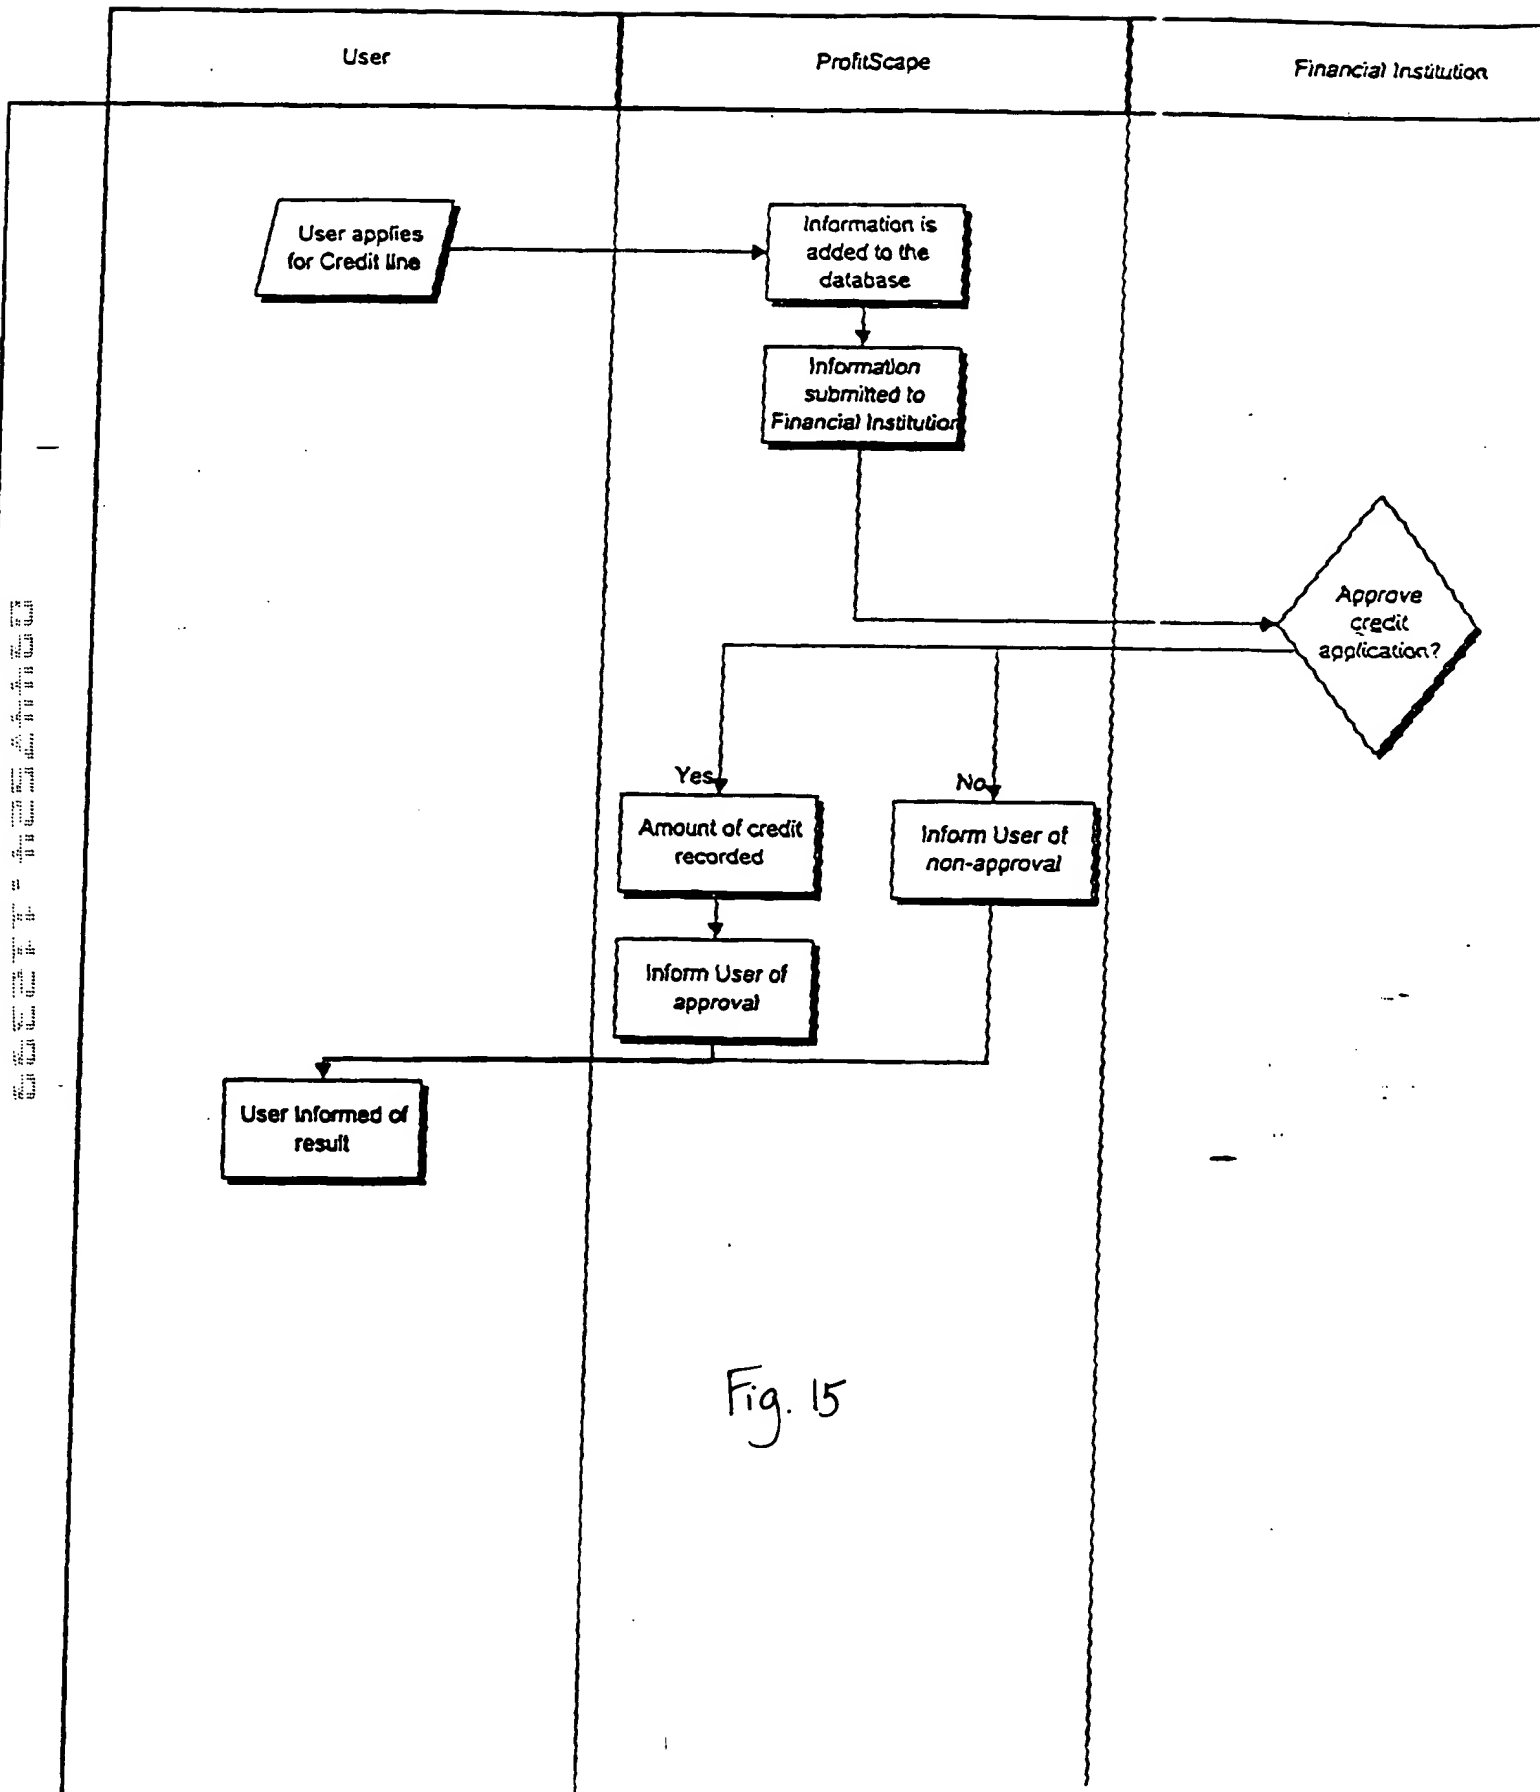 User
ProfitScape
Financial Institution
User applies
for Credit line
Information is
added to the
database
Information
submitted to
Financial Institution
Approve
credit
application?
Yes
No
Amount of credit
recorded
Inform User of
non-approval
Inform User of
approval
User Informed of
result
Fig. 15